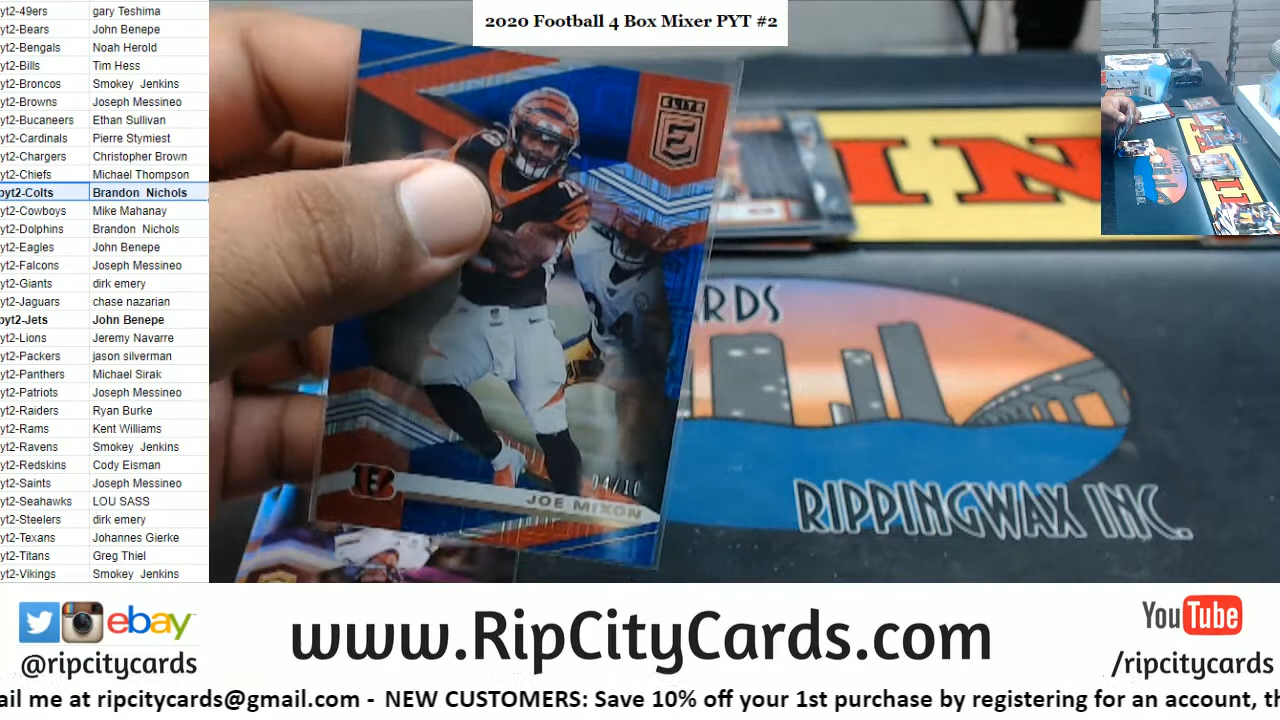 2020 Football 4 Box Mixer PYT #2
yt2-49ers gary Teshima
yt2-Bears John Benepe
yt2-Bengals Noah Herold
yt2-Bills Tim Hess
yt2-Broncos Smokey Jenkins
yt2-Browns Joseph Messineo
yt2-Bucaneers Ethan Sullivan
yt2-Cardinals Pierre Stymiest
yt2-Chargers Christopher Brown
yt2-Chiefs Michael Thompson
pyt2-Colts Brandon Nichols
yt2-Cowboys Mike Mahanay
yt2-Dolphins Brandon Nichols
yt2-Eagles John Benepe
yt2-Falcons Joseph Messineo
yt2-Giants dirk emery
yt2-Jaguars chase nazarian
pyt2-Jets John Benepe
yt2-Lions Jeremy Navarre
yt2-Packers jason silverman
yt2-Panthers Michael Sirak
yt2-Patriots Joseph Messineo
yt2-Raiders Ryan Burke
yt2-Rams Kent Williams
yt2-Ravens Smokey Jenkins
yt2-Redskins Cody Eisman
yt2-Saints Joseph Messineo
yt2-Seahawks LOU SASS
yt2-Steelers dirk emery
yt2-Texans Johannes Gierke
yt2-Titans Greg Thiel
yt2-Vikings Smokey Jenkins
ELITE
E
04/10
JOE MIXON
IN
RDS
RIPPINGWAX INC.
ebay
@ripcitycards
www.RipCityCards.com
YouTube
/ripcitycards
ail me at ripcitycards@gmail.com - NEW CUSTOMERS: Save 10% off your 1st purchase by registering for an account, th